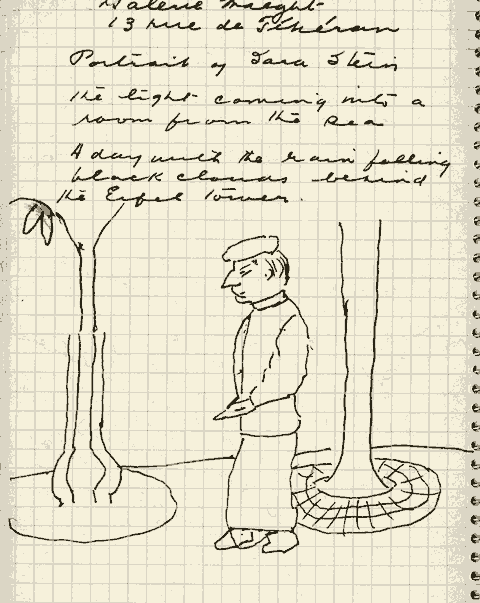 Galerie Maeght
13 rue de Téhéran
Portrait of Sara Stein
the light coming into a
room from the sea
A day with the rain falling
black clouds behind
the Eifel Tower.